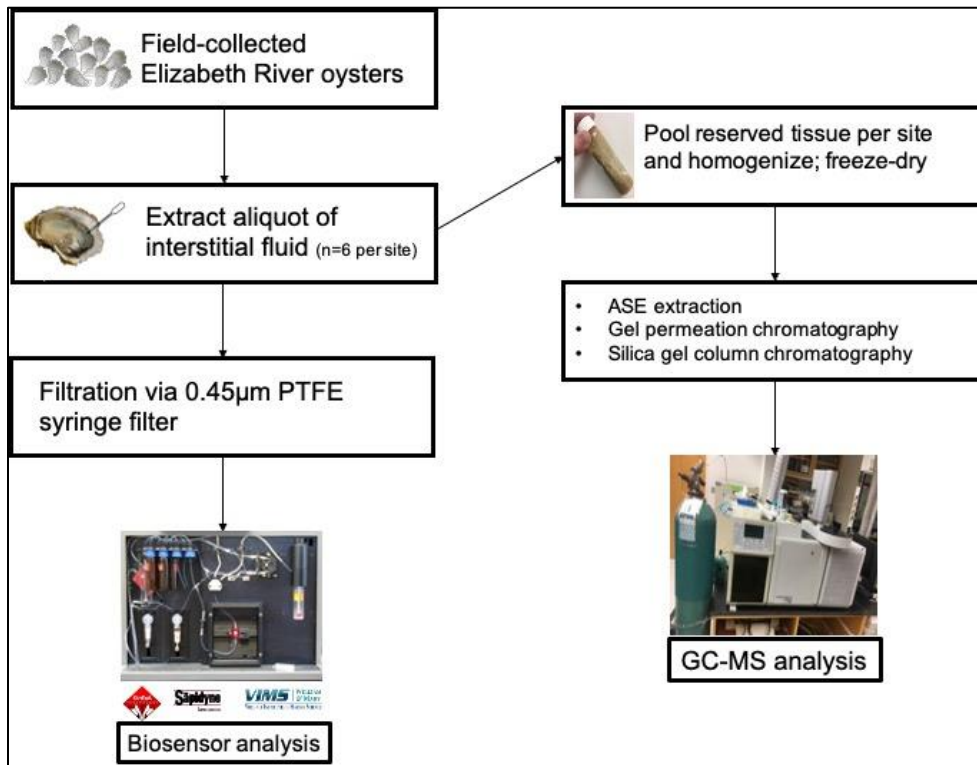 Field-collected
Elizabeth River oysters
Extract aliquot of
interstitial fluid (n=6 per site)
Filtration via 0.45µm PTFE
syringe filter
Sapidyne
VIMS
Biosensor analysis
Pool reserved tissue per site
and homogenize; freeze-dry
• ASE extraction
• Gel permeation chromatography
• Silica gel column chromatography
GC-MS analysis